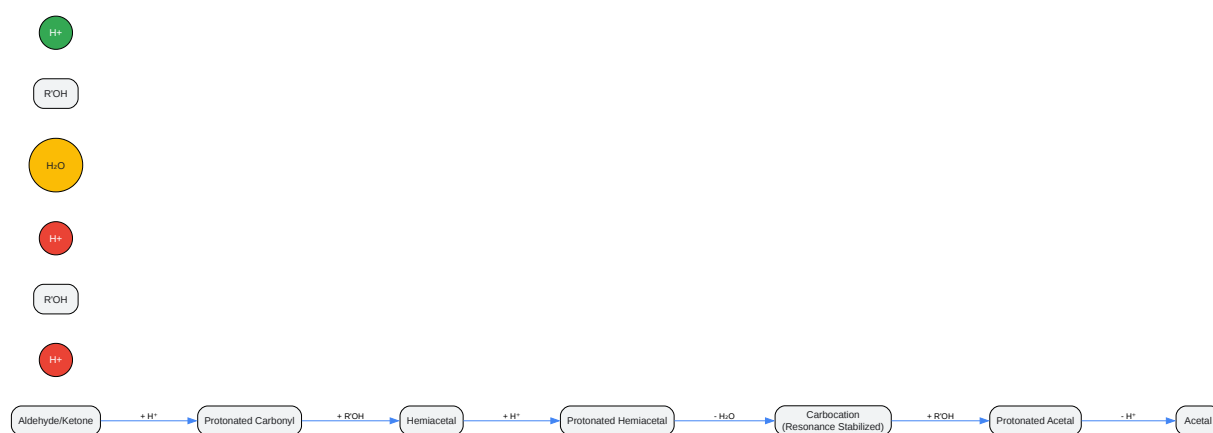 H+
R'OH
H₂O
H+
R'OH
H+
Aldehyde/Ketone
+ H⁺
Protonated Carbonyl
+ R'OH
Hemiacetal
+ H⁺
Protonated Hemiacetal
- H₂O
Carbocation
(Resonance Stabilized)
+ R'OH
Protonated Acetal
- H⁺
Acetal